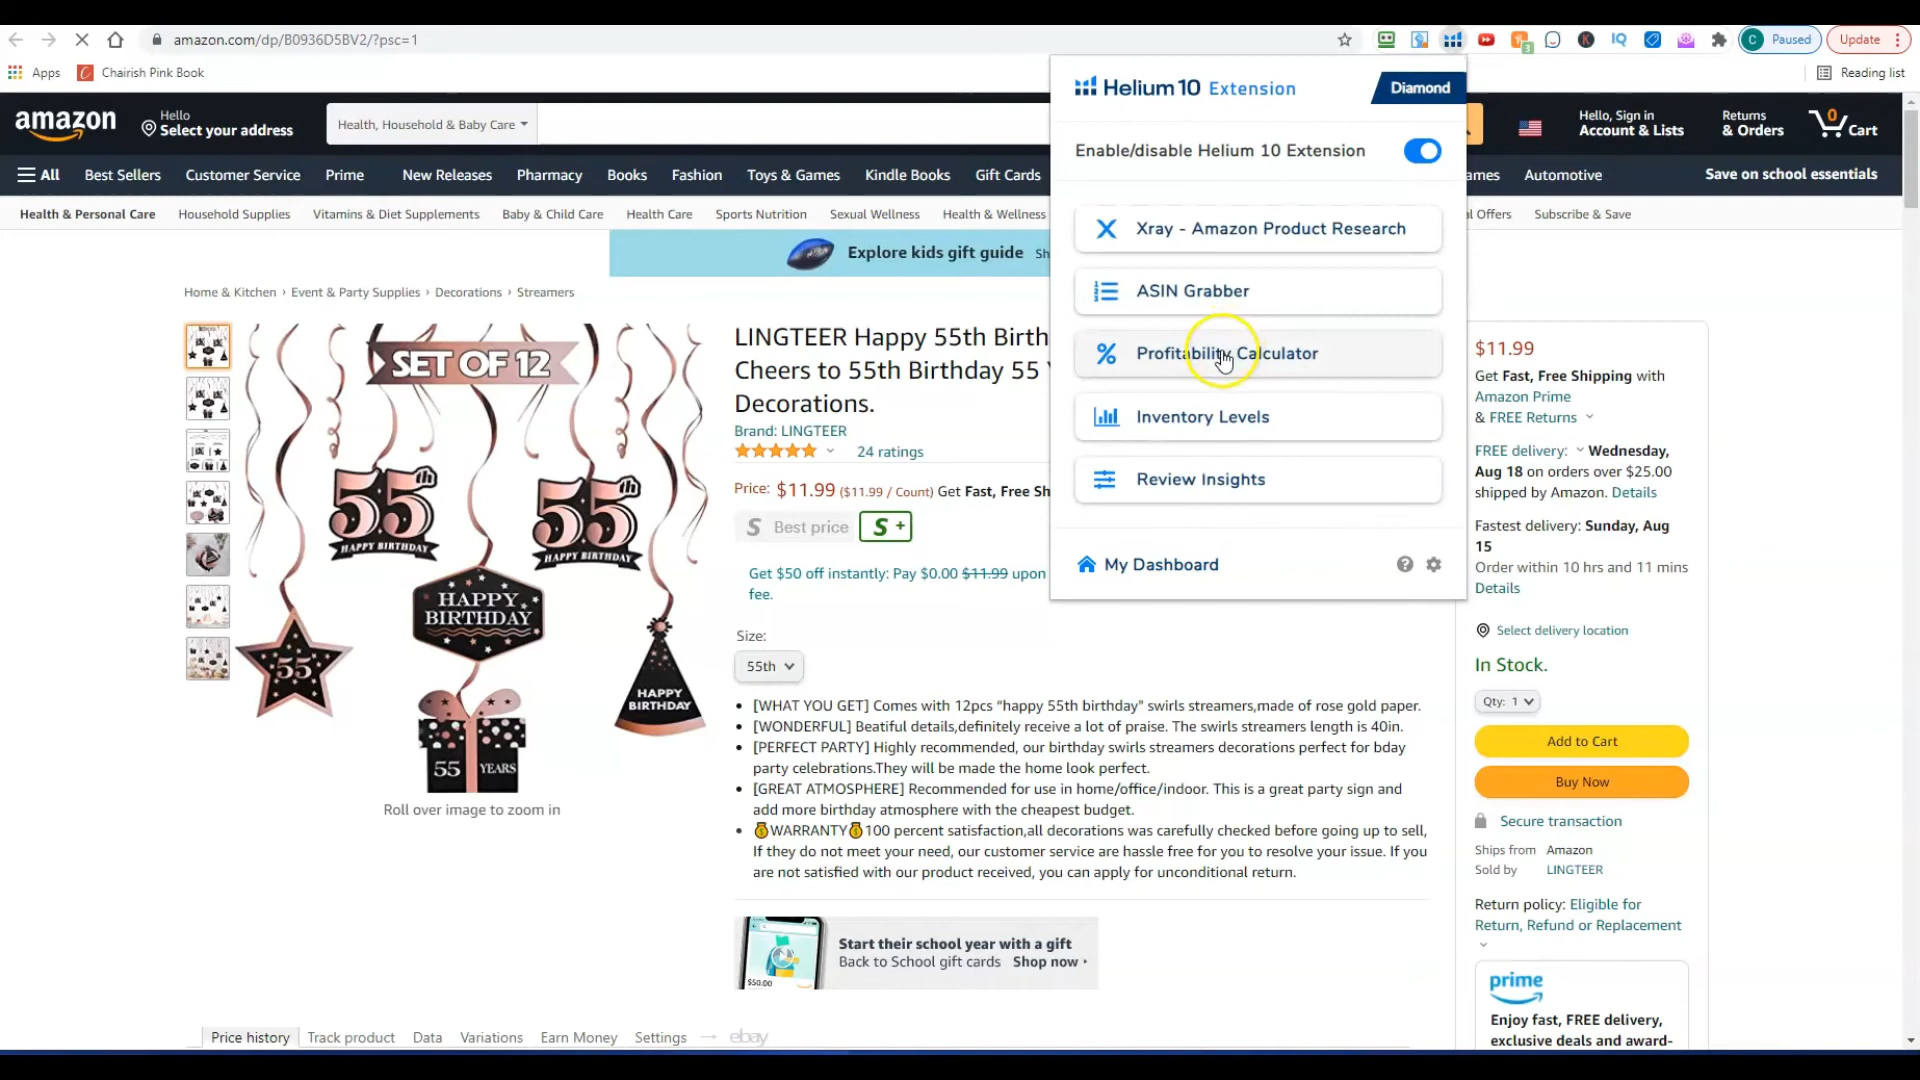 amazon.com/dp/B0936D5BV2/?psc=1
3
C Paused
Update
Apps
Chairish Pink Book
Reading list
Helium 10 Extension
Diamond
Enable/disable Helium 10 Extension
Xray - Amazon Product Research
ASIN Grabber
Profitability Calculator
Inventory Levels
Review Insights
My Dashboard
amazon
Hello
Select your address
Health, Household & Baby Care
Hello, Sign in
Account & Lists
Returns
& Orders
0
Cart
All
Best Sellers
Customer Service
Prime
New Releases
Pharmacy
Books
Fashion
Toys & Games
Kindle Books
Gift Cards
ames
Automotive
Save on school essentials
Health & Personal Care
Household Supplies
Vitamins & Diet Supplements
Baby & Child Care
Health Care
Sports Nutrition
Sexual Wellness
Health & Wellness
al Offers
Subscribe & Save
Explore kids gift guide Sh
Home & Kitchen › Event & Party Supplies › Decorations › Streamers
SET OF 12
55th
HAPPY BIRTHDAY
55th
HAPPY BIRTHDAY
HAPPY
BIRTHDAY
55
HAPPY
BIRTHDAY
55 YEARS
Roll over image to zoom in
LINGTEER Happy 55th Birth
Cheers to 55th Birthday 55
Decorations.
Brand: LINGTEER
24 ratings
Price: $11.99 ($11.99 / Count) Get Fast, Free Sh
S Best price
S +
Get $50 off instantly: Pay $0.00 $11.99 upon
fee.
Size:
55th
• [WHAT YOU GET] Comes with 12pcs “happy 55th birthday” swirls streamers,made of rose gold paper.
• [WONDERFUL] Beatiful details,definitely receive a lot of praise. The swirls streamers length is 40in.
• [PERFECT PARTY] Highly recommended, our birthday swirls streamers decorations perfect for bday
party celebrations.They will be made the home look perfect.
• [GREAT ATMOSPHERE] Recommended for use in home/office/indoor. This is a great party sign and
add more birthday atmosphere with the cheapest budget.
• 💰WARRANTY💰100 percent satisfaction,all decorations was carefully checked before going up to sell,
If they do not meet your need, our customer service are hassle free for you to resolve your issue. If you
are not satisfied with our product received, you can apply for unconditional return.
$50.00
Start their school year with a gift
Back to School gift cards Shop now
Price history
Track product
Data
Variations
Earn Money
Settings
→
ebay
$11.99
Get Fast, Free Shipping with
Amazon Prime
& FREE Returns
FREE delivery: Wednesday,
Aug 18 on orders over $25.00
shipped by Amazon. Details
Fastest delivery: Sunday, Aug
15
Order within 10 hrs and 11 mins
Details
Select delivery location
In Stock.
Qty: 1
Add to Cart
Buy Now
Secure transaction
Ships from Amazon
Sold by LINGTEER
Return policy: Eligible for
Return, Refund or Replacement
prime
Enjoy fast, FREE delivery,
exclusive deals and award-